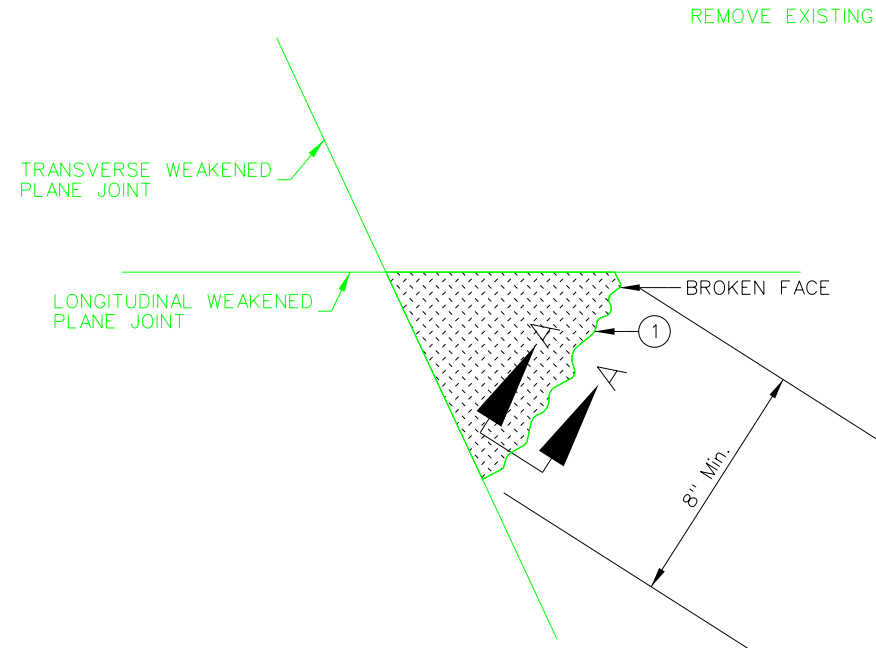 REMOVE EXISTING
TRANSVERSE WEAKENED
PLANE JOINT
LONGITUDINAL WEAKENED
PLANE JOINT
BROKEN FACE
1
A
A
8" Min.